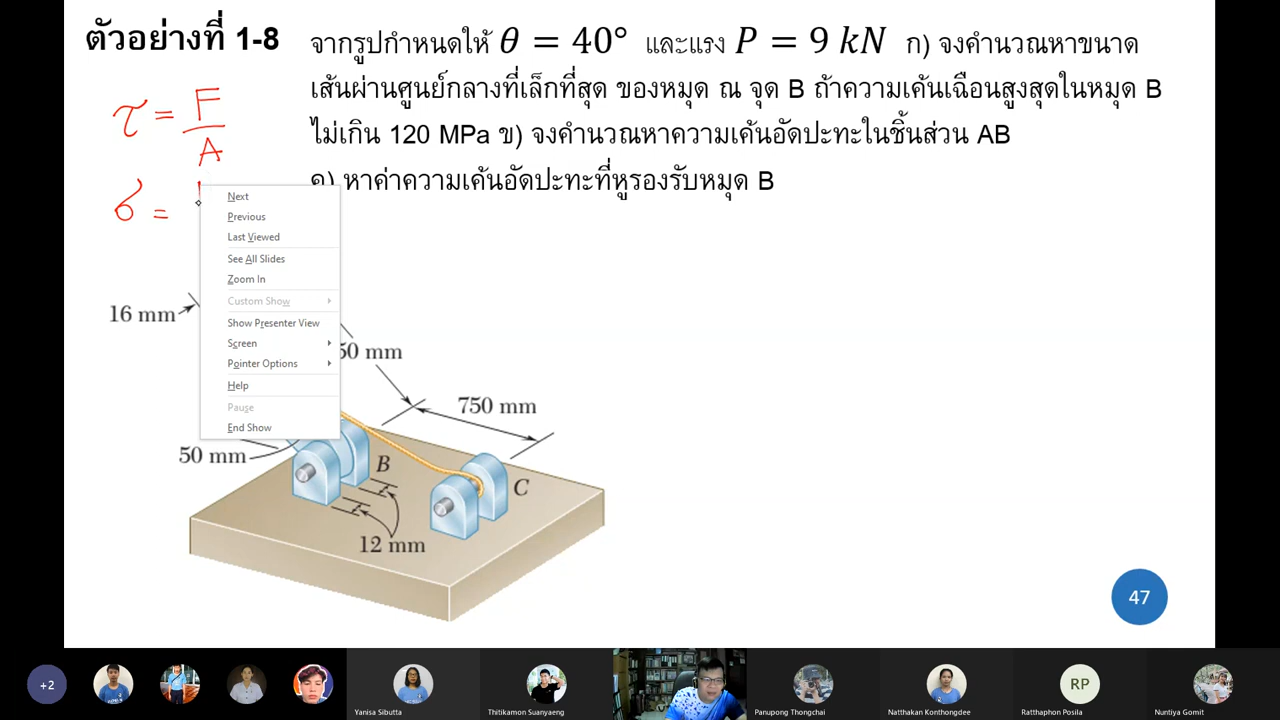 ตัวอย่างที่ 1-8
จากรูปกำหนดให้ θ = 40° และแรง P = 9 kN ก) จงคำนวณหาขนาด
เส้นผ่านศูนย์กลางที่เล็กที่สุด ของหมุด ณ จุด B ถ้าความเค้นเฉือนสูงสุดในหมุด B
ไม่เกิน 120 MPa ข) จงคำนวณหาความเค้นอัดปะทะในชิ้นส่วน AB
ค) หาค่าความเค้นอัดปะทะที่หูรองรับหมุด B
τ = F
A
σ =
Next
Previous
Last Viewed
See All Slides
Zoom In
Custom Show
Show Presenter View
Screen
Pointer Options
Help
Pause
End Show
16 mm
50 mm
750 mm
50 mm
B
C
12 mm
47
+2
Yanisa Sibutta
Thitikamon Suanyaeng
Panupong Thongchai
Natthakan Konthongdee
RP
Ratthaphon Posila
Nuntiya Gomit